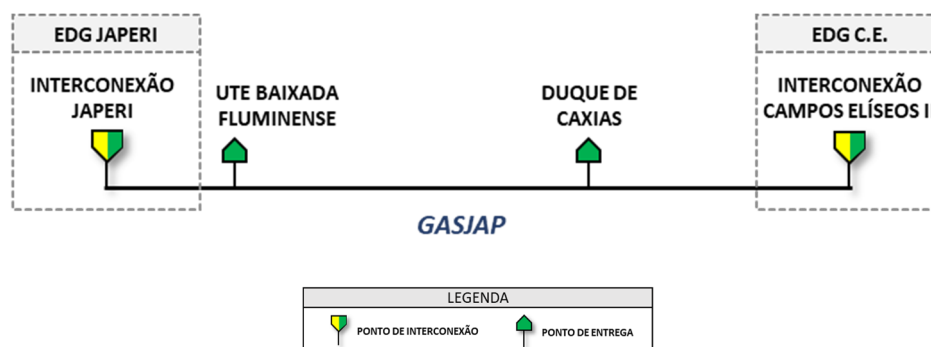 EDG JAPERI
INTERCONEXÃO
JAPERI
UTE BAIXADA
FLUMINENSE
DUQUE DE
CAXIAS
EDG C.E.
INTERCONEXÃO
CAMPOS ELÍSEOS II
GASJAP
LEGENDA
PONTO DE INTERCONEXÃO
PONTO DE ENTREGA